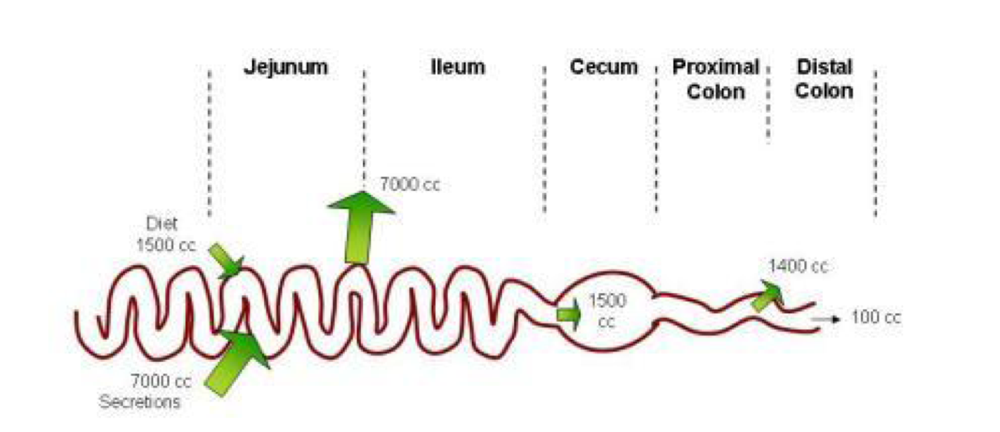 Jejunum
Ileum
Cecum
Proximal
Colon
Distal
Colon
7000 cc
Diet
1500 cc
1400 cc
1500
cc
100 cc
7000 cc
Secretions